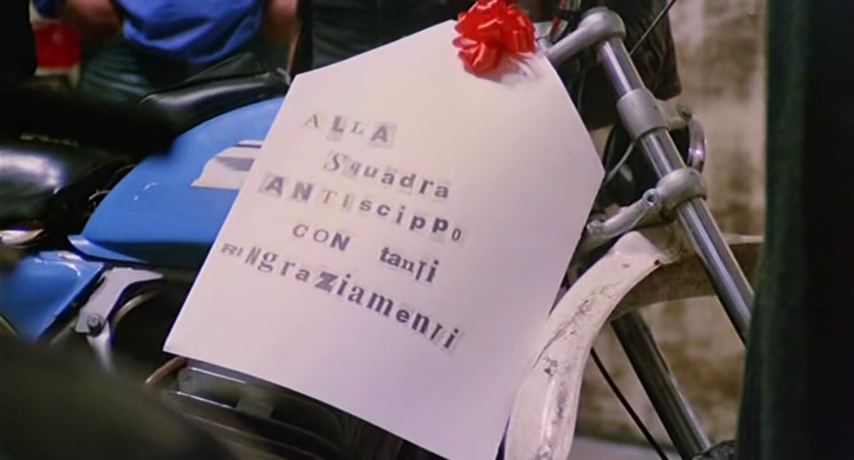 ALLA
Squadra
ANTIscippo
CON tanTi
RINgraZiamenTi